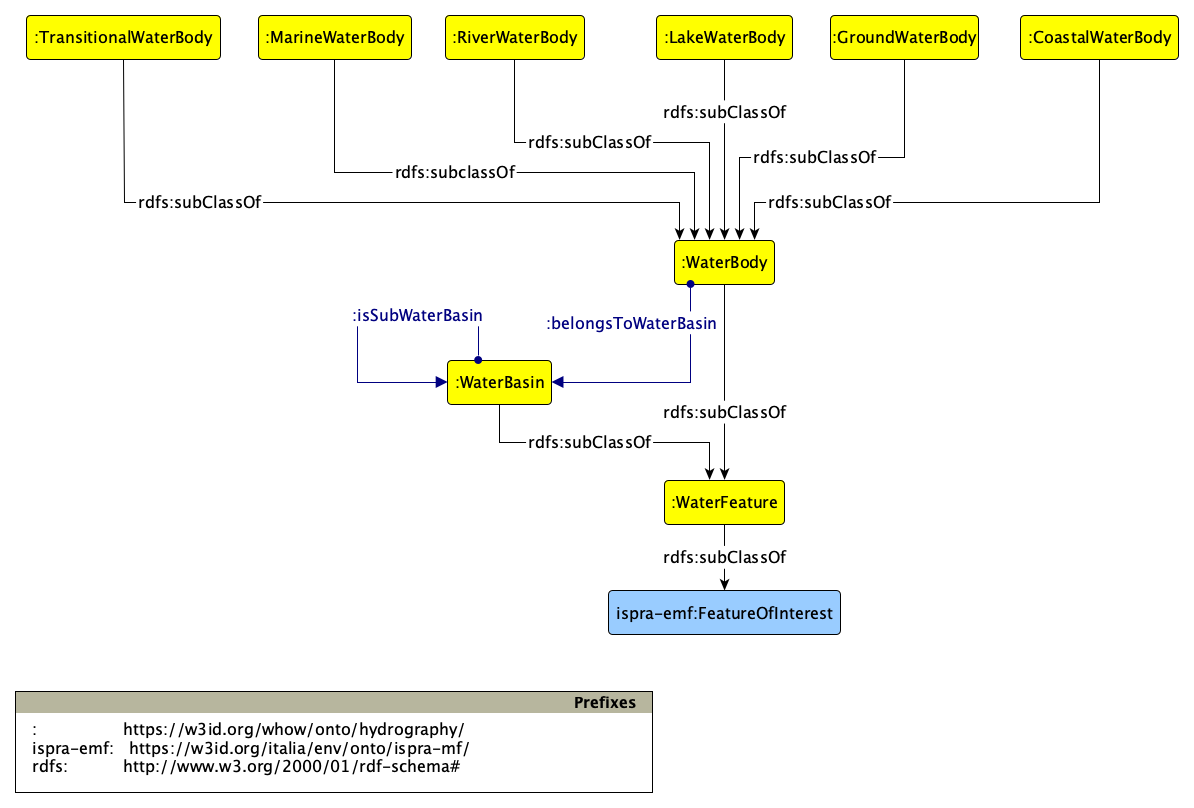 :TransitionalWaterBody :MarineWaterBody :RiverWaterBody :LakeWaterBody :GroundWaterBody :CoastalWaterBody
rdfs:subClassOf
rdfs:subClassOf
rdfs:subClassOf
rdfs:subclassOf
rdfs:subClassOf
rdfs:subClassOf
:WaterBody
:isSubWaterBasin
:belongsToWaterBasin
:WaterBasin
rdfs:subClassOf
rdfs:subClassOf
:WaterFeature
rdfs:subClassOf
ispra-emf:FeatureOfInterest
Prefixes
: https://w3id.org/whow/onto/hydrography/
ispra-emf: https://w3id.org/italia/env/onto/ispra-mf/
rdfs: http://www.w3.org/2000/01/rdf-schema#